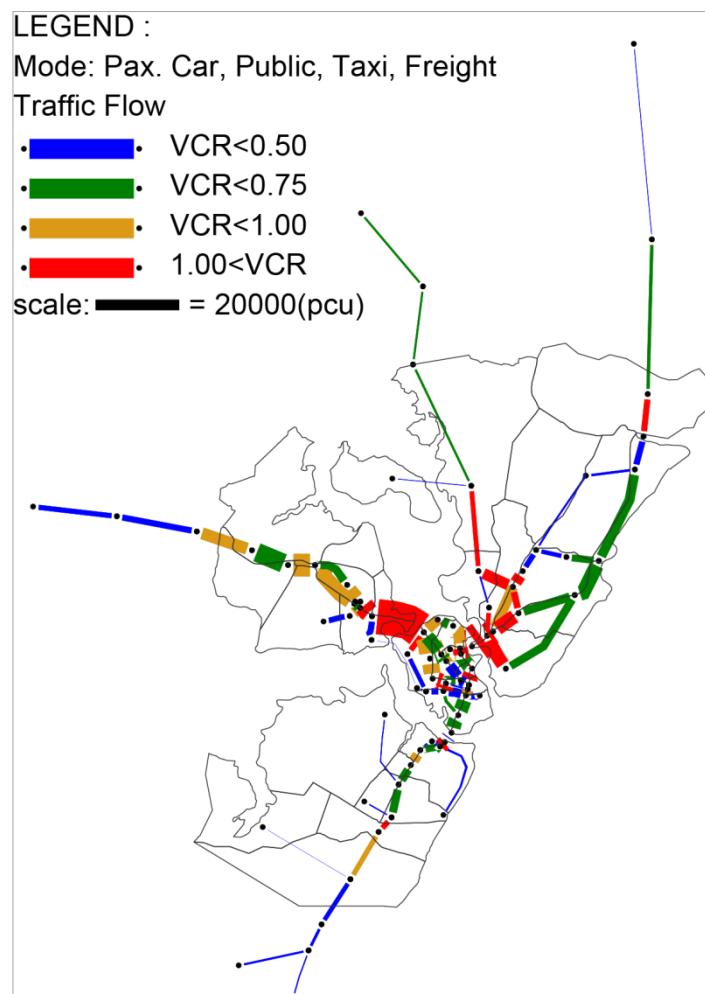 LEGEND :
Mode: Pax. Car, Public, Taxi, Freight
Traffic Flow
VCR<0.50
VCR<0.75
VCR<1.00
1.00<VCR
scale: = 20000(pcu)